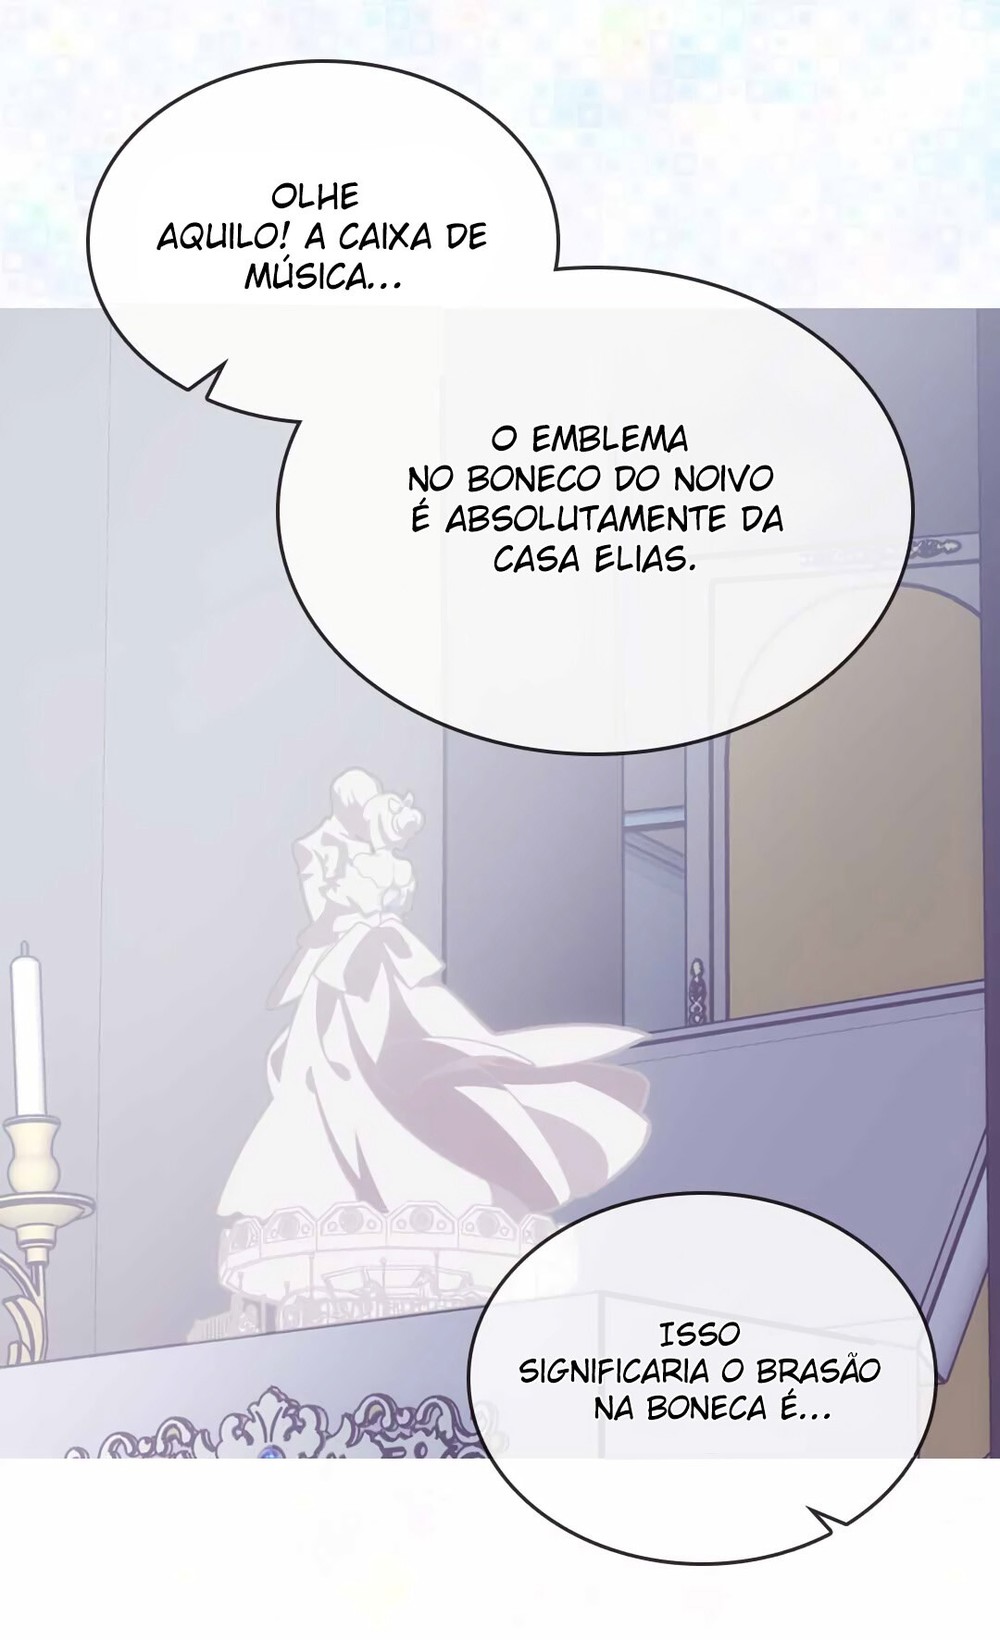 OLHE
AQUILO! A CAIXA DE
MÚSICA...
O EMBLEMA
NO BONECO DO NOIVO
É ABSOLUTAMENTE DA
CASA ELIAS.
ISSO
SIGNIFICARIA O BRASÃO
NA BONECA É...